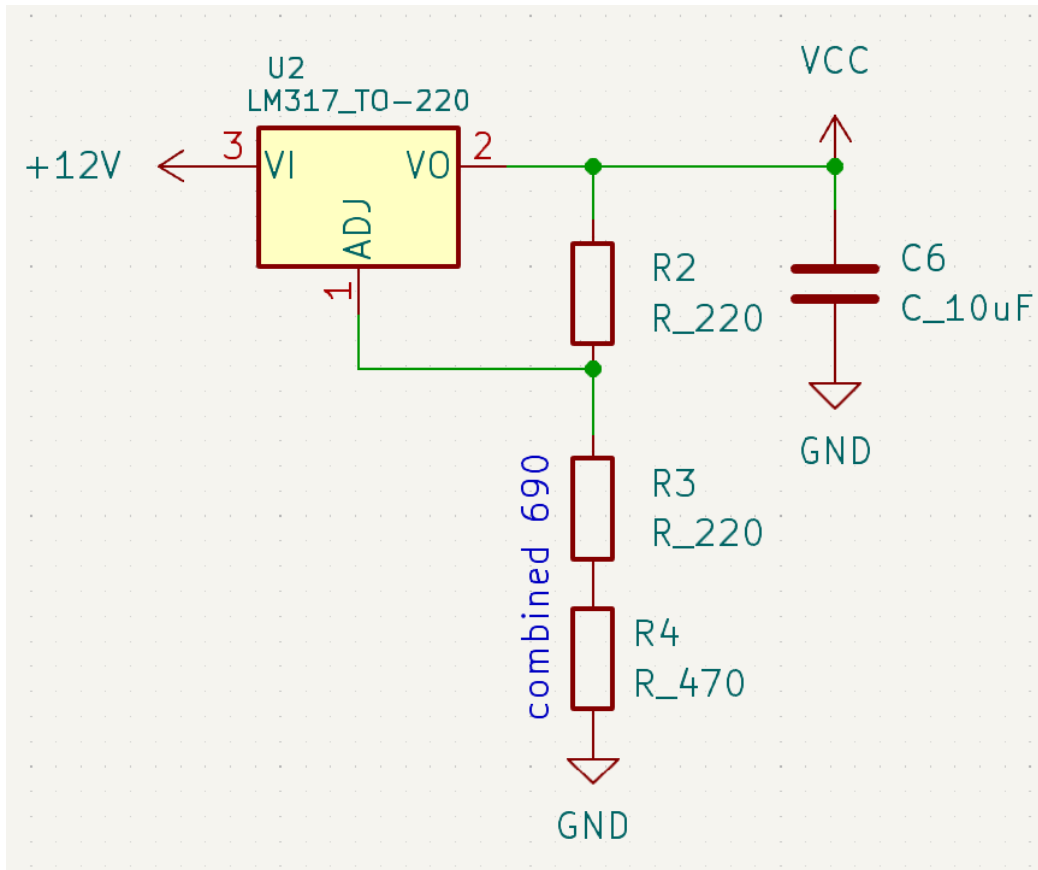 U2
LM317_TO-220
+12V
3
VI
VO
2
ADJ
1
VCC
R2
R_220
C6
C_10uF
GND
combined 690
R3
R_220
R4
R_470
GND